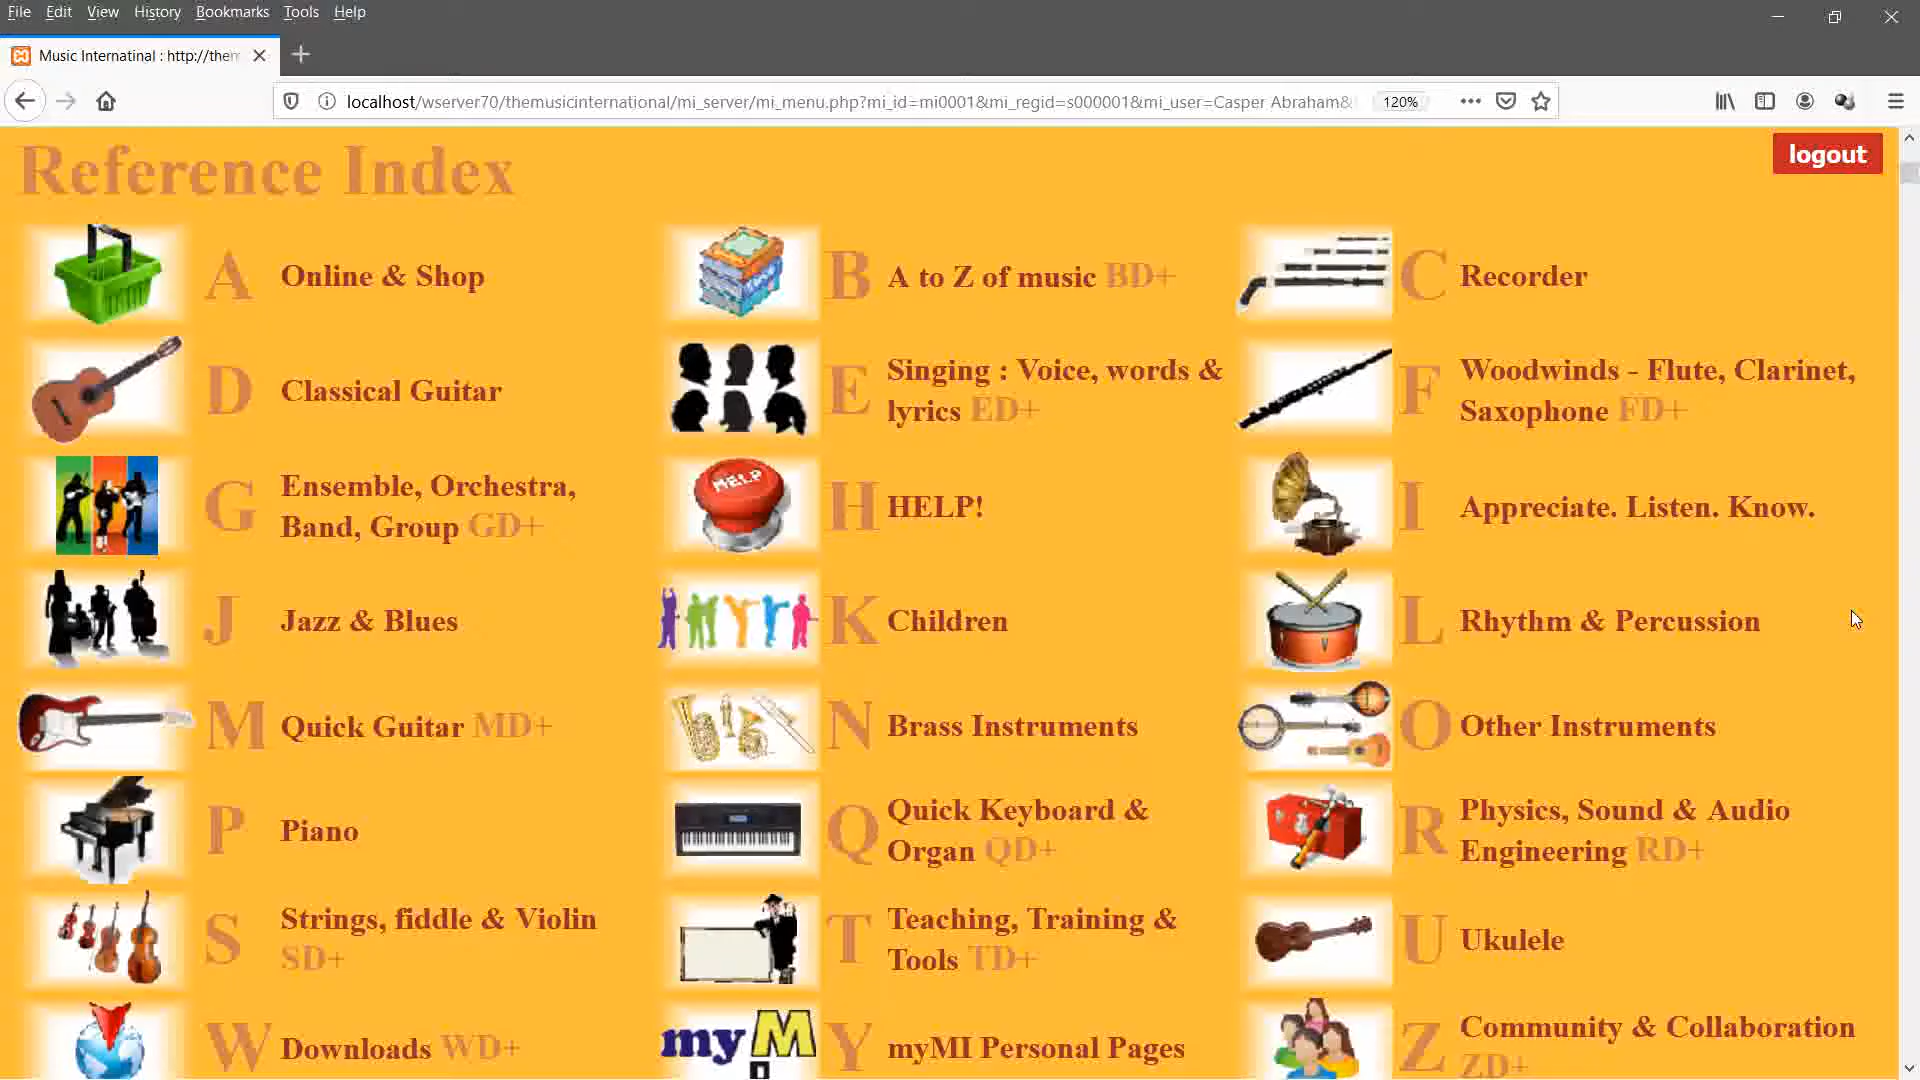 File Edit View History Bookmarks Tools Help
Music Internatinal : http://them
localhost/wserver70/themusicinternational/mi_server/mi_menu.php?mi_id=mi0001&mi_regid=s000001&mi_user=Casper Abraham& 120%
Reference Index
logout
A Online & Shop
B A to Z of music BD+
C Recorder
D Classical Guitar
E Singing : Voice, words &
lyrics ED+
F Woodwinds - Flute, Clarinet,
Saxophone FD+
G Ensemble, Orchestra,
Band, Group GD+
HELP
H HELP!
I Appreciate. Listen. Know.
J Jazz & Blues
K Children
L Rhythm & Percussion
M Quick Guitar MD+
N Brass Instruments
O Other Instruments
P Piano
Q Quick Keyboard &
Organ QD+
R Physics, Sound & Audio
Engineering RD+
S Strings, fiddle & Violin
SD+
T Teaching, Training &
Tools TD+
U Ukulele
W Downloads WD+
my M
Y myMI Personal Pages
Z Community & Collaboration
ZD+